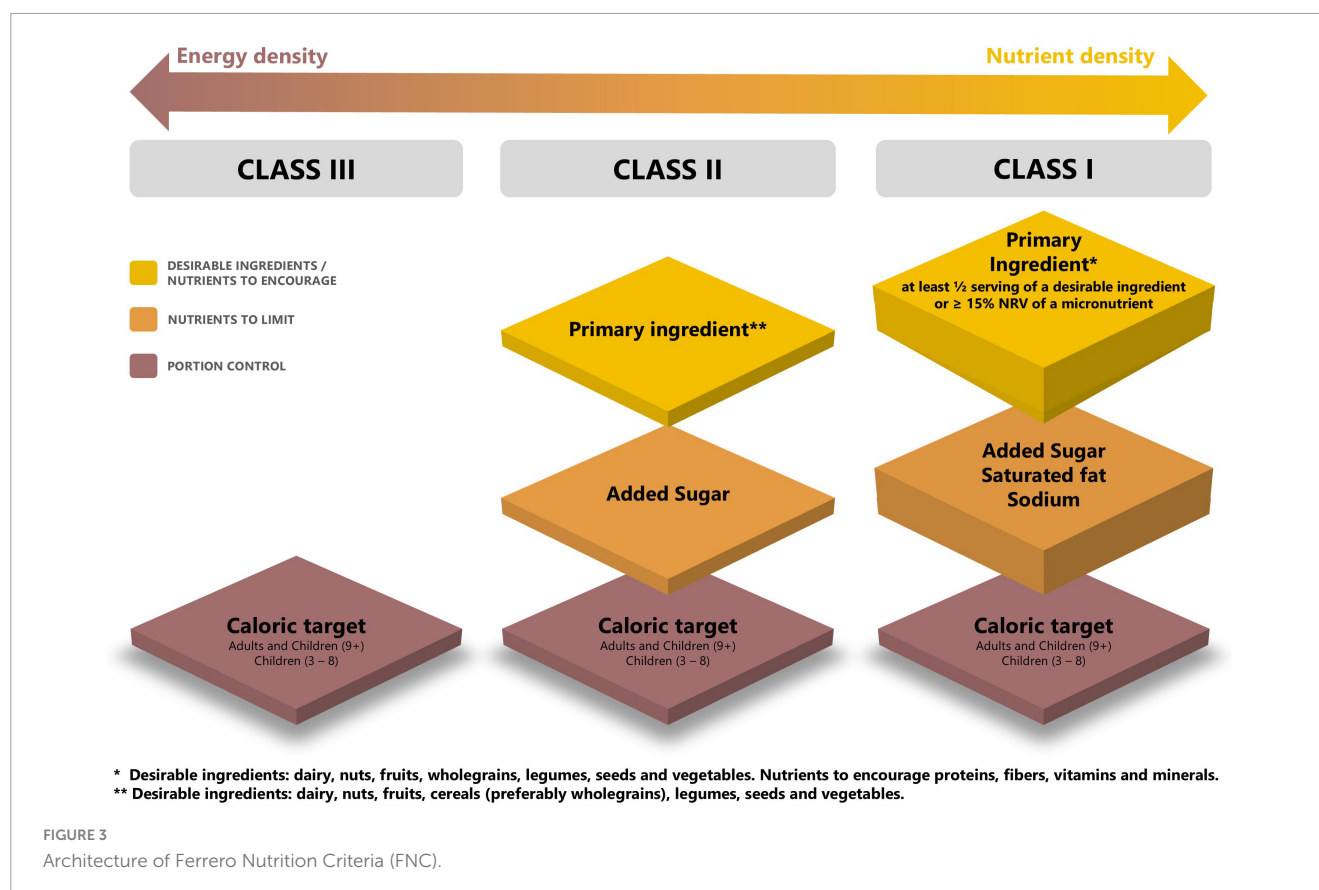 Energy density
Nutrient density
CLASS III
CLASS II
CLASS I
DESIRABLE INGREDIENTS /
NUTRIENTS TO ENCOURAGE
NUTRIENTS TO LIMIT
PORTION CONTROL
Primary ingredient**
Primary
Ingredient*
at least ½ serving of a desirable ingredient
or ≥ 15% NRV of a micronutrient
Added Sugar
Added Sugar
Saturated fat
Sodium
Caloric target
Adults and Children (9+)
Children (3 – 8)
Caloric target
Adults and Children (9+)
Children (3 – 8)
Caloric target
Adults and Children (9+)
Children (3 – 8)
* Desirable ingredients: dairy, nuts, fruits, wholegrains, legumes, seeds and vegetables. Nutrients to encourage proteins, fibers, vitamins and minerals.
** Desirable ingredients: dairy, nuts, fruits, cereals (preferably wholegrains), legumes, seeds and vegetables.
FIGURE 3
Architecture of Ferrero Nutrition Criteria (FNC).